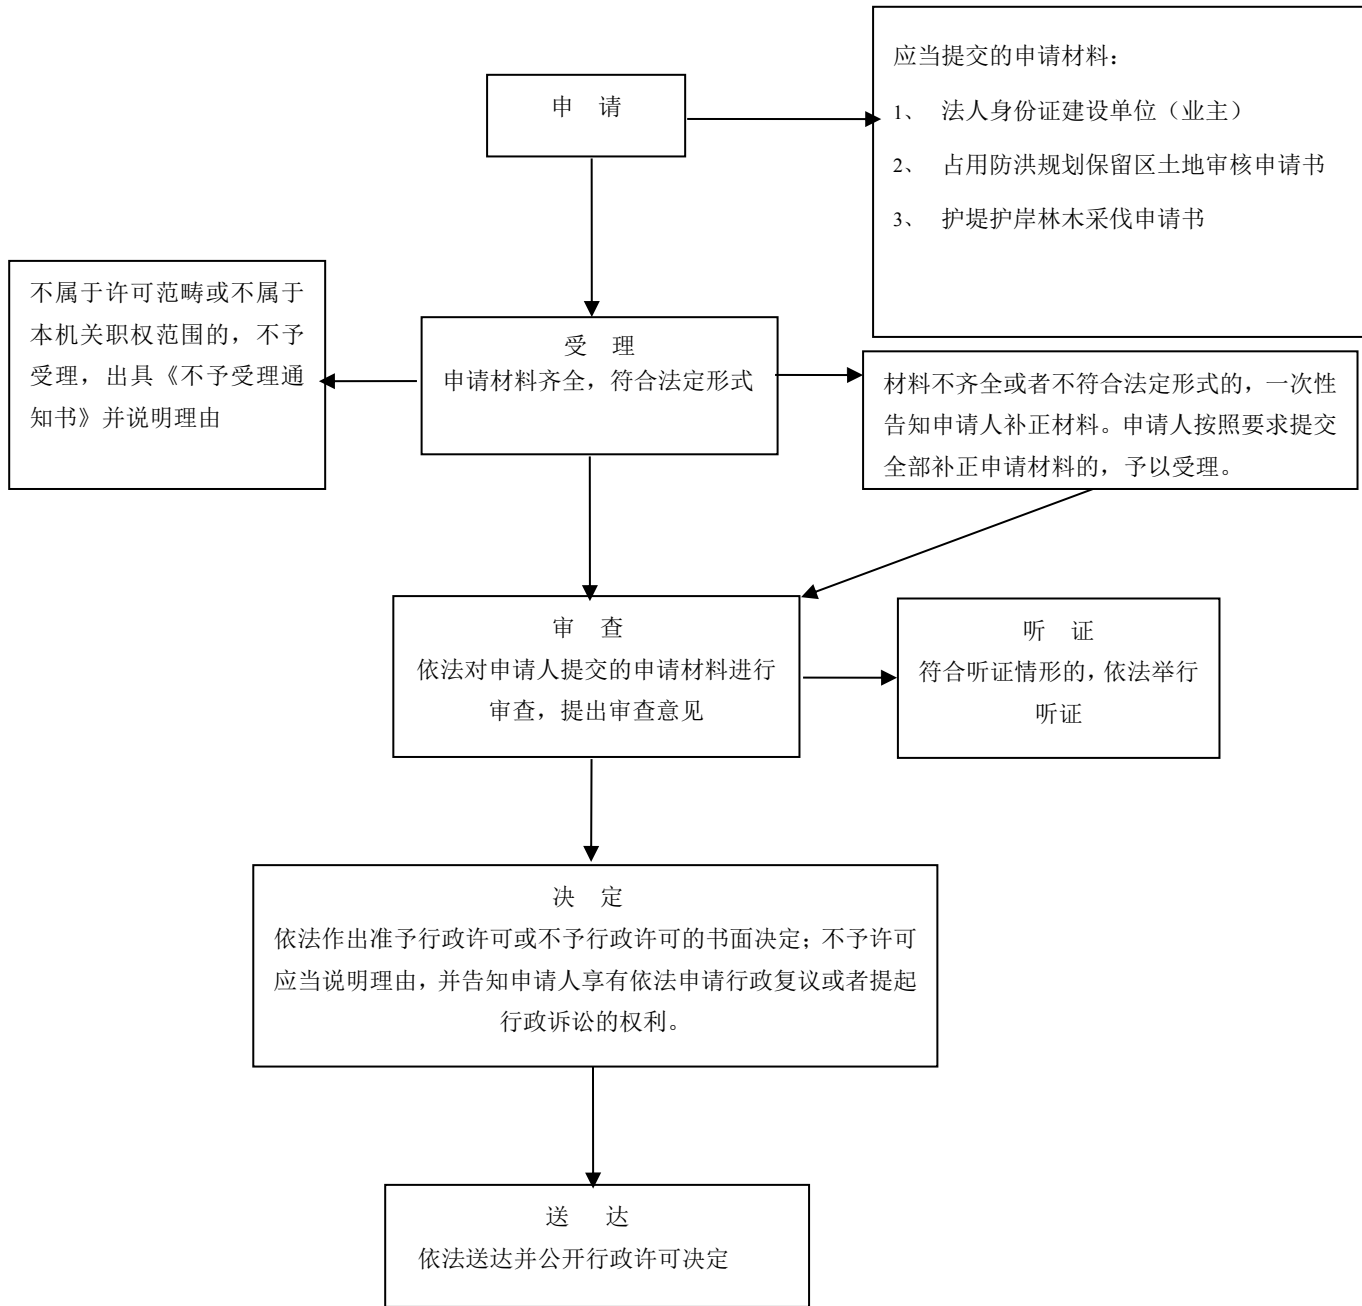 申 请
应当提交的申请材料：
1、 法人身份证建设单位（业主）
2、 占用防洪规划保留区土地审核申请书
3、 护堤护岸林木采伐申请书
不属于许可范畴或不属于
本机关职权范围的，不予
受理，出具《不予受理通
知书》并说明理由
受 理
申请材料齐全，符合法定形式
材料不齐全或者不符合法定形式的，一次性
告知申请人补正材料。申请人按照要求提交
全部补正申请材料的，予以受理。
审 查
依法对申请人提交的申请材料进行
审查，提出审查意见
听 证
符合听证情形的，依法举行
听证
决 定
依法作出准予行政许可或不予行政许可的书面决定；不予许可
应当说明理由，并告知申请人享有依法申请行政复议或者提起
行政诉讼的权利。
送 达
依法送达并公开行政许可决定